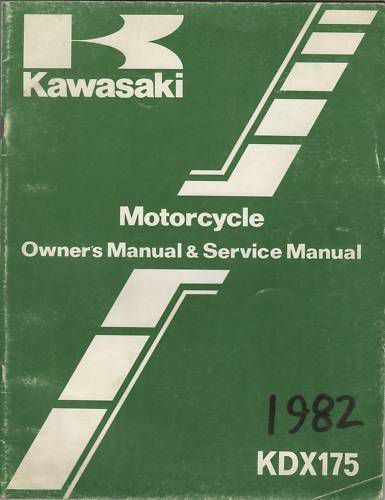 Kawasaki
Motorcycle
Owner's Manual & Service Manual
1982
KDX175